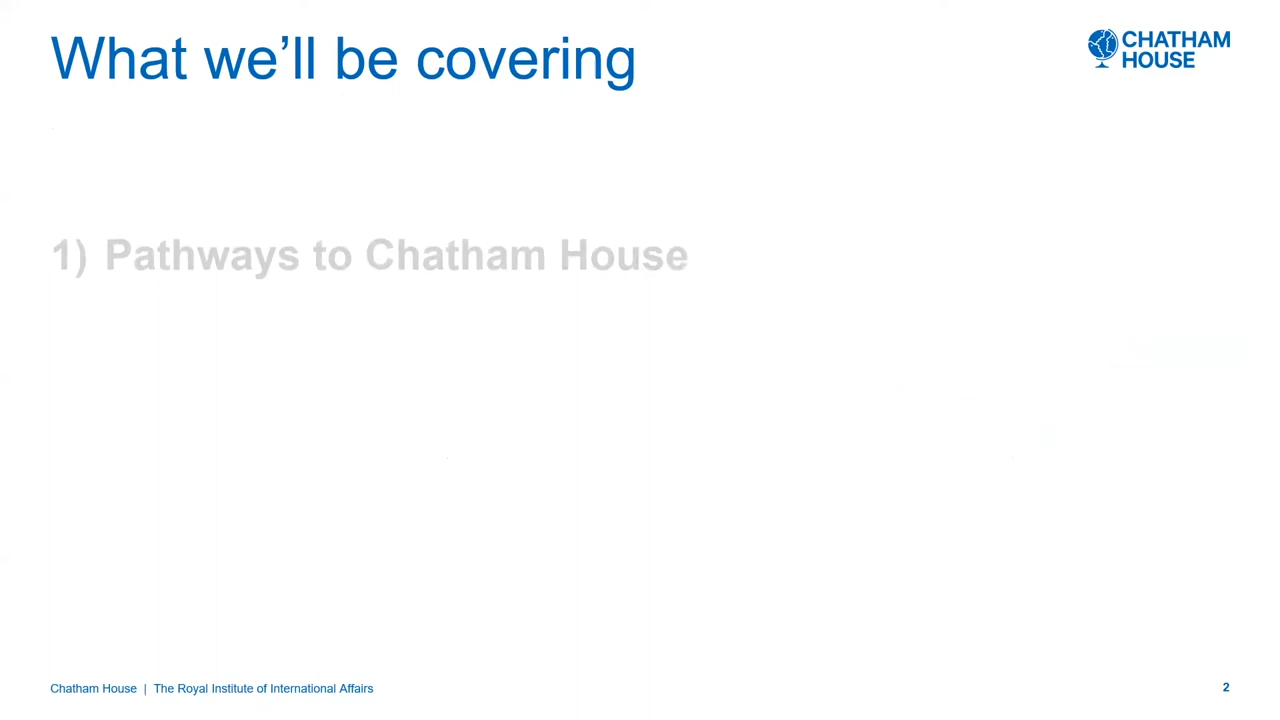 What we’ll be covering
CHATHAM
HOUSE
1) Pathways to Chatham House
Chatham House | The Royal Institute of International Affairs
2